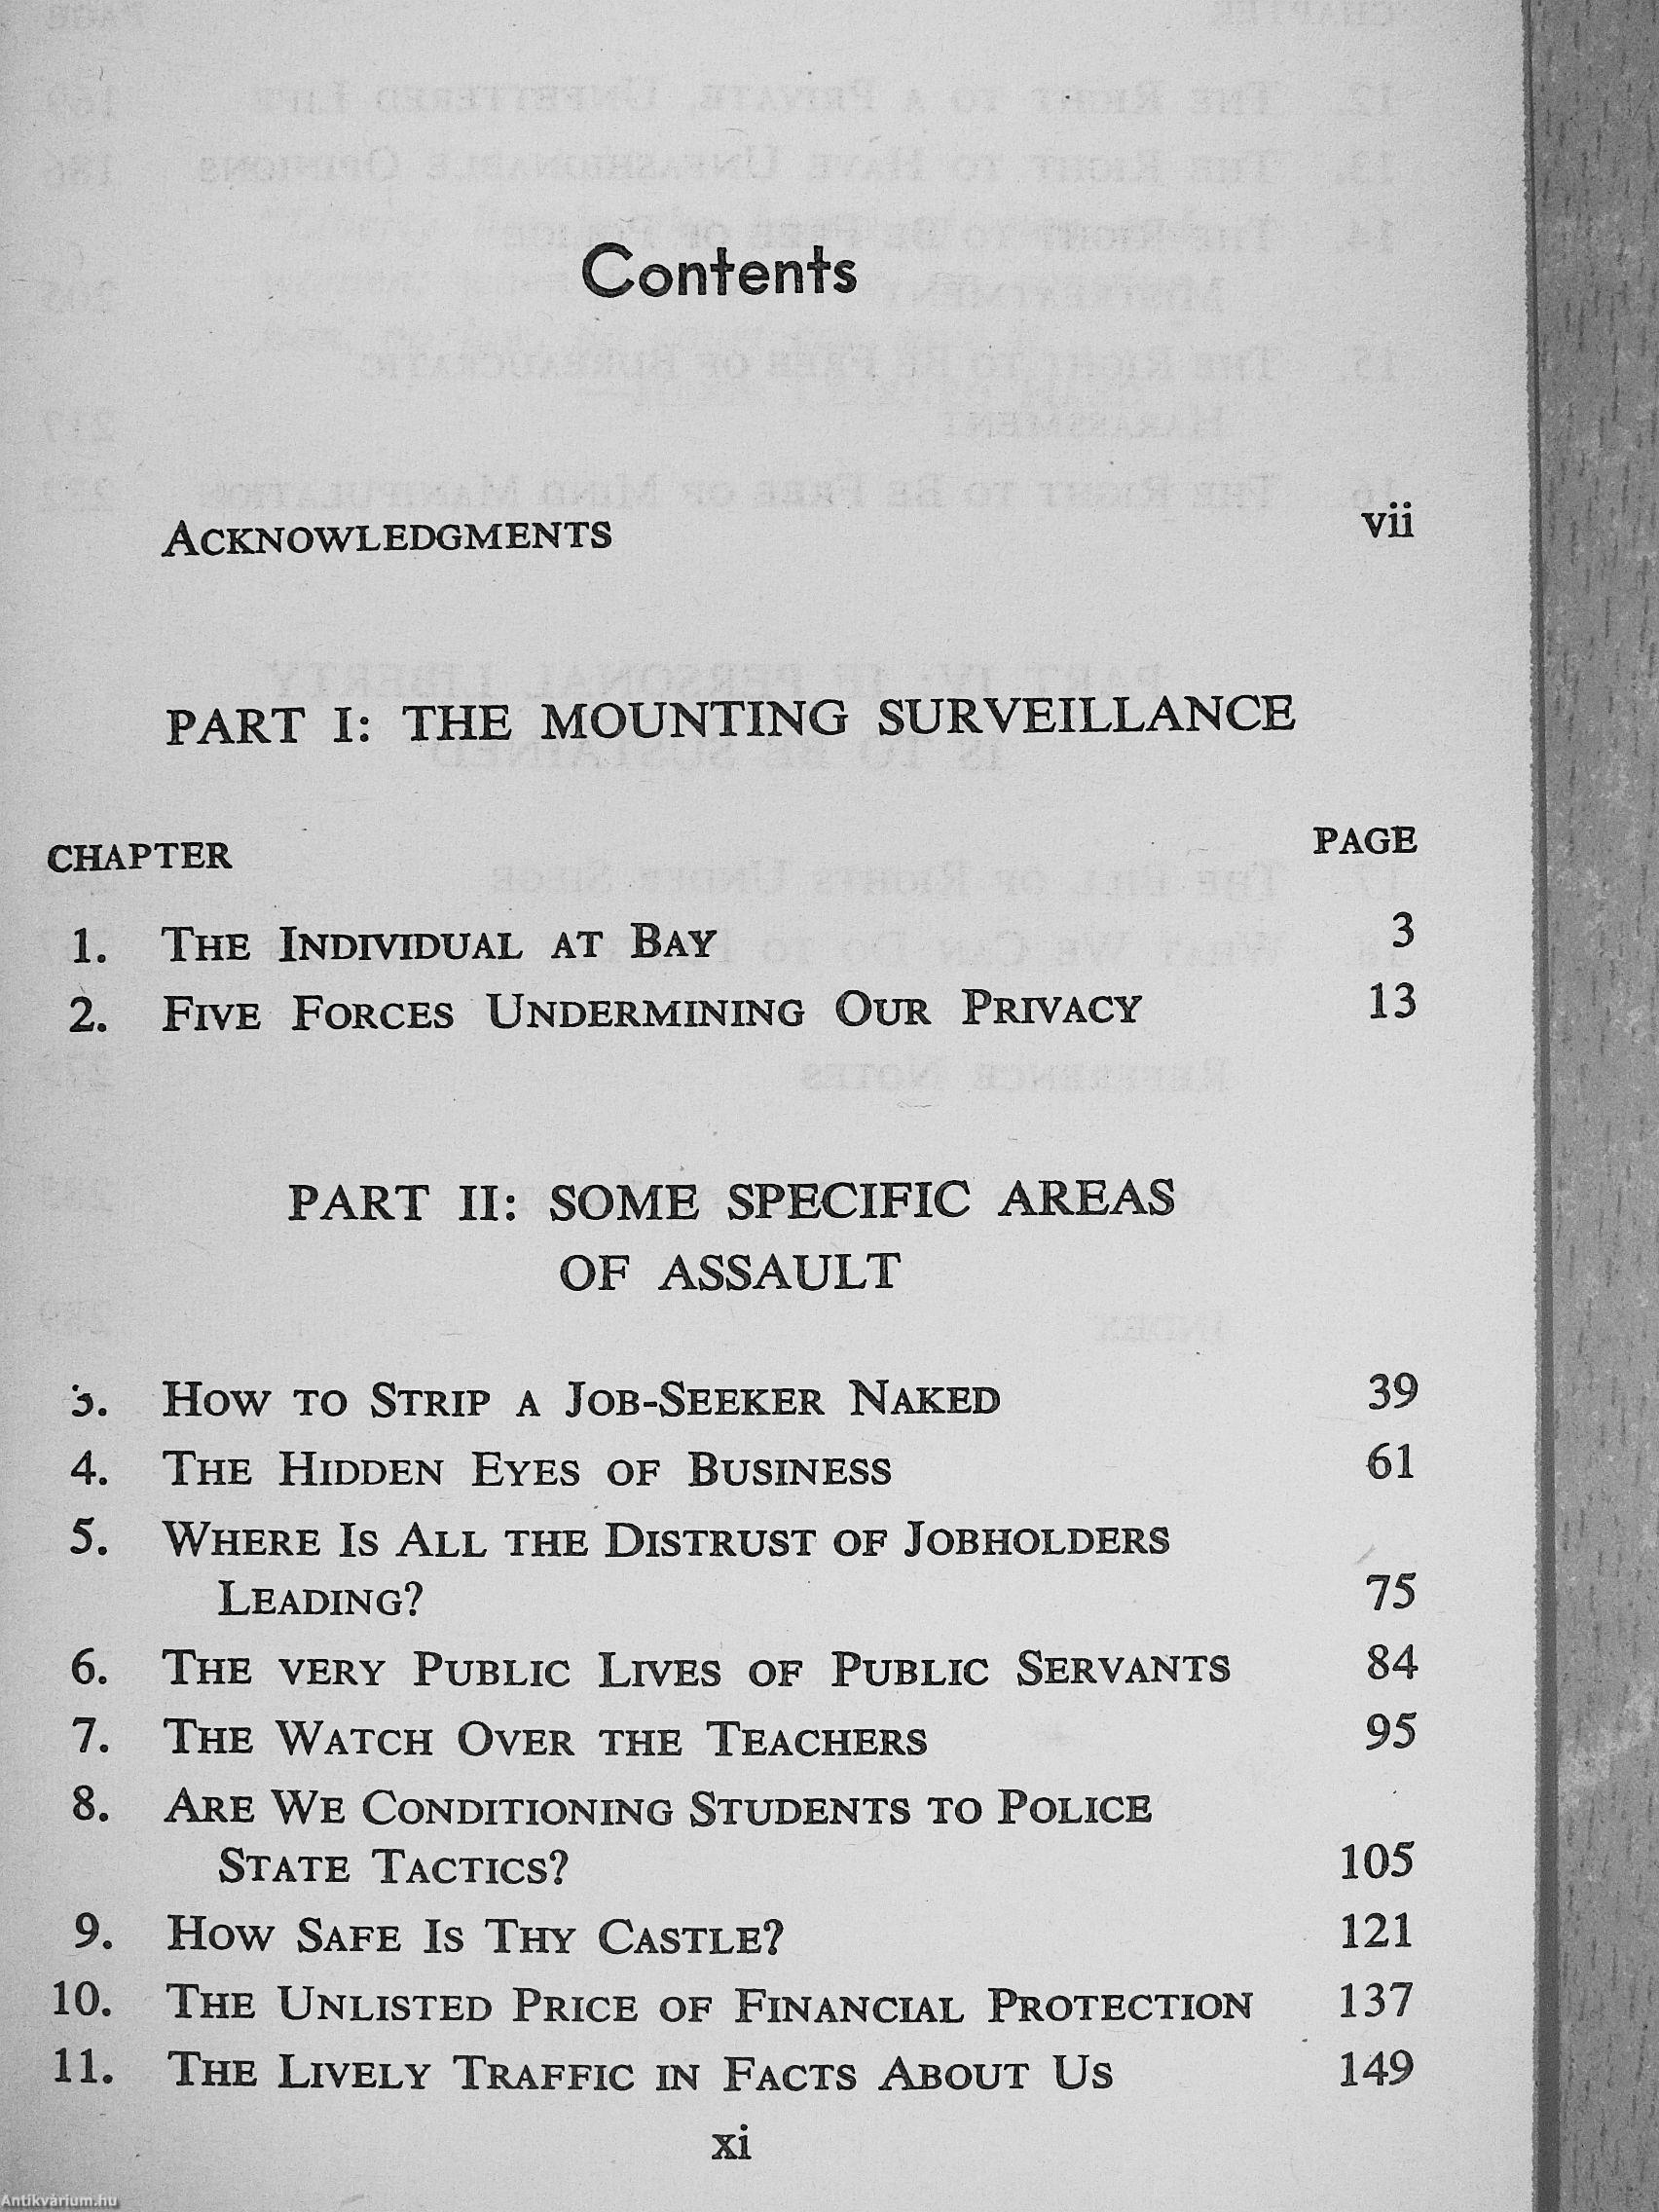 Contents
ACKNOWLEDGMENTS vii
PART I: THE MOUNTING SURVEILLANCE
CHAPTER PAGE
1. THE INDIVIDUAL AT BAY 3
2. FIVE FORCES UNDERMINING OUR PRIVACY 13
PART II: SOME SPECIFIC AREAS
OF ASSAULT
3. HOW TO STRIP A JOB-SEEKER NAKED 39
4. THE HIDDEN EYES OF BUSINESS 61
5. WHERE IS ALL THE DISTRUST OF JOBHOLDERS
LEADING? 75
6. THE VERY PUBLIC LIVES OF PUBLIC SERVANTS 84
7. THE WATCH OVER THE TEACHERS 95
8. ARE WE CONDITIONING STUDENTS TO POLICE
STATE TACTICS? 105
9. HOW SAFE IS THY CASTLE? 121
10. THE UNLISTED PRICE OF FINANCIAL PROTECTION 137
11. THE LIVELY TRAFFIC IN FACTS ABOUT US 149
xi
Antikvárium.hu